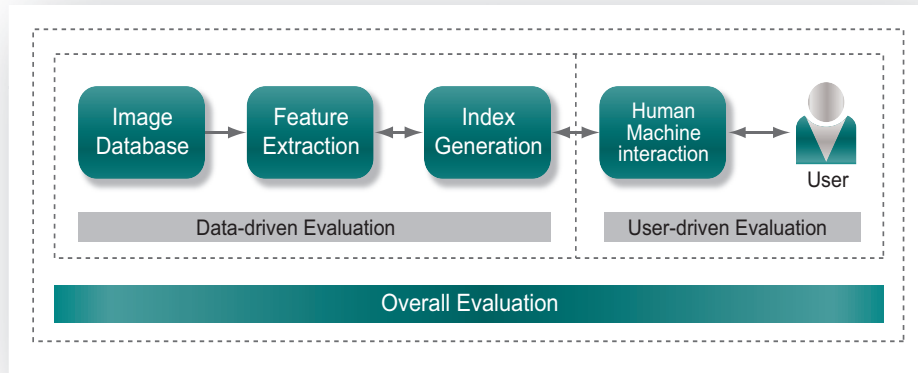 Image
Database
Feature
Extraction
Index
Generation
Human
Machine
interaction
User
Data-driven Evaluation
User-driven Evaluation
Overall Evaluation